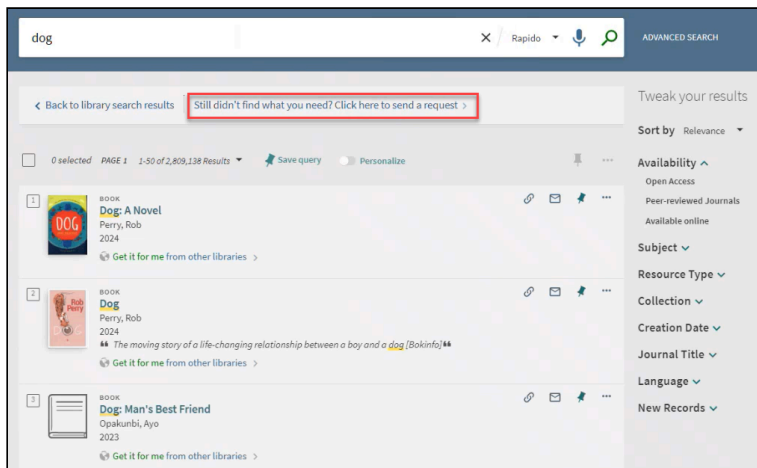 dog
Rapido
ADVANCED SEARCH
Back to library search results
Still didn't find what you need? Click here to send a request
Tweak your results
Sort by Relevance
0 selected PAGE 1 1-50 of 2,809,138 Results
Save query
Personalize
Availability
Open Access
Peer-reviewed Journals
Available online
Subject
Resource Type
Collection
Creation Date
Journal Title
Language
New Records
1
DOG
BOOK
Dog: A Novel
Perry, Rob
2024
Get it for me from other libraries
2
Rob
Perry
BOOK
Dog
Perry, Rob
2024
The moving story of a life-changing relationship between a boy and a dog [Bokinfo]
Get it for me from other libraries
3
BOOK
Dog: Man's Best Friend
Opakunbi, Ayo
2023
Get it for me from other libraries